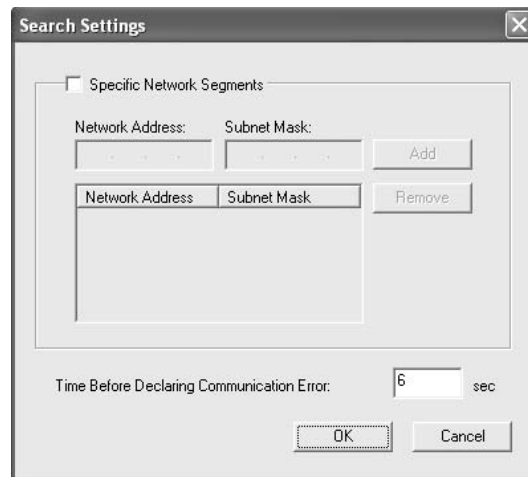 Search Settings
Specific Network Segments
Network Address: Subnet Mask:
Add
Network Address Subnet Mask
Remove
Time Before Declaring Communication Error: 6 sec
OK Cancel